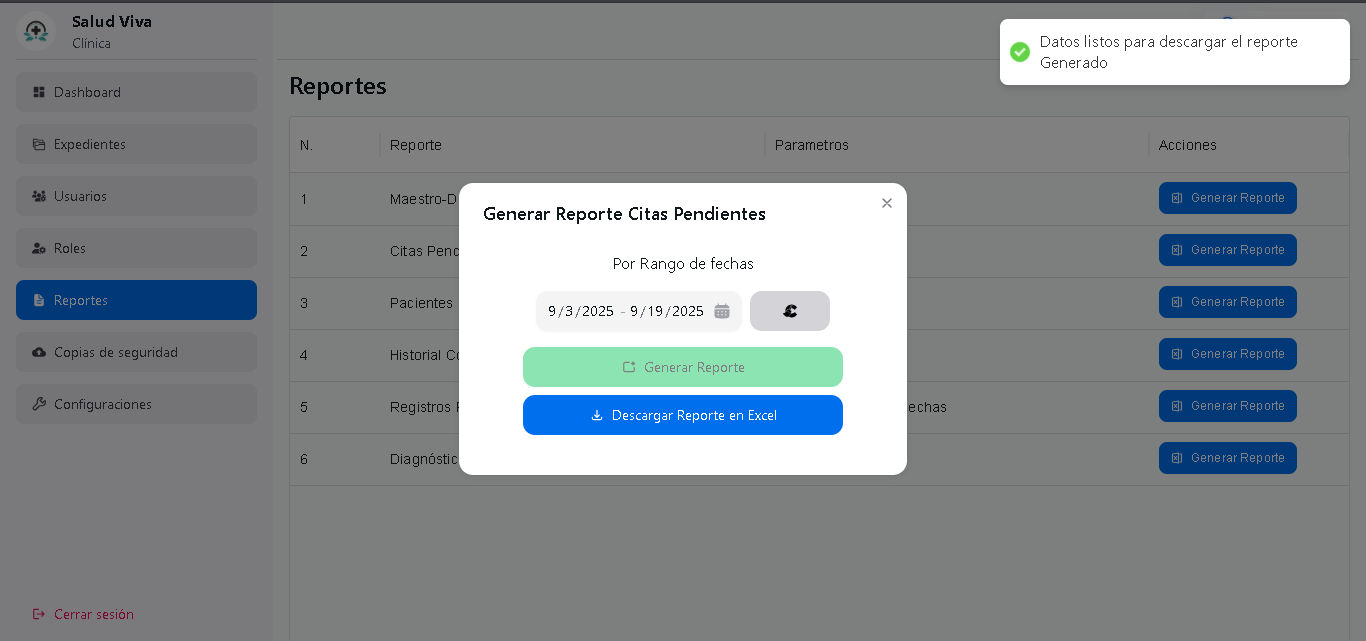 Salud Viva
Clínica
Datos listos para descargar el reporte
Generado
Dashboard
Expedientes
Usuarios
Roles
Reportes
Copias de seguridad
Configuraciones
Cerrar sesión
Reportes
N. Reporte Parametros Acciones
1 Maestro-D Generar Reporte
2 Citas Pend Generar Reporte
3 Pacientes Generar Reporte
4 Historial Generar Reporte
5 Registros echas Generar Reporte
6 Diagnóstic Generar Reporte
Generar Reporte Citas Pendientes
Por Rango de fechas
9/3/2025 - 9/19/2025
Generar Reporte
Descargar Reporte en Excel